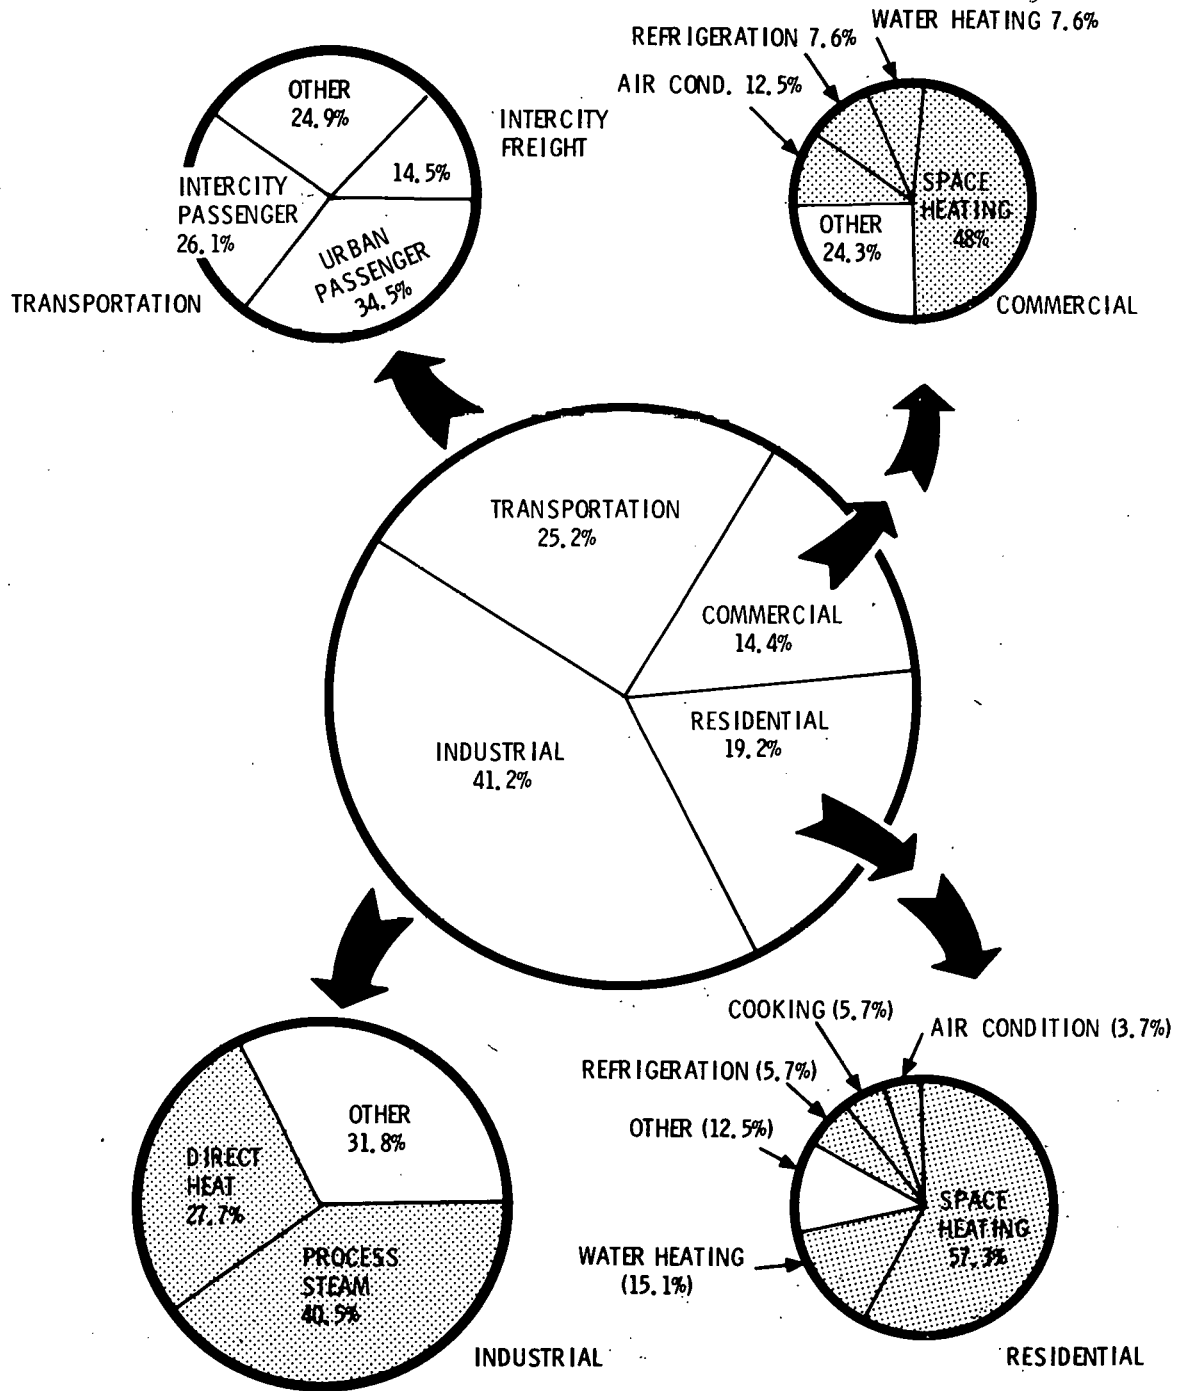 WATER HEATING 7.6%
REFRIGERATION 7.6%
AIR COND. 12.5%
SPACE
HEATING
48%
OTHER
24.3%
COMMERCIAL
OTHER
24.9%
INTERCITY
FREIGHT
14.5%
INTERCITY
PASSENGER
26.1%
URBAN
PASSENGER
34.5%
TRANSPORTATION
TRANSPORTATION
25.2%
COMMERCIAL
14.4%
RESIDENTIAL
19.2%
INDUSTRIAL
41.2%
OTHER
31.8%
DIRECT
HEAT
27.7%
PROCESS
STEAM
40.5%
INDUSTRIAL
COOKING (5.7%)
AIR CONDITION (3.7%)
REFRIGERATION (5.7%)
OTHER (12.5%)
WATER HEATING
(15.1%)
SPACE
HEATING
57.3%
RESIDENTIAL